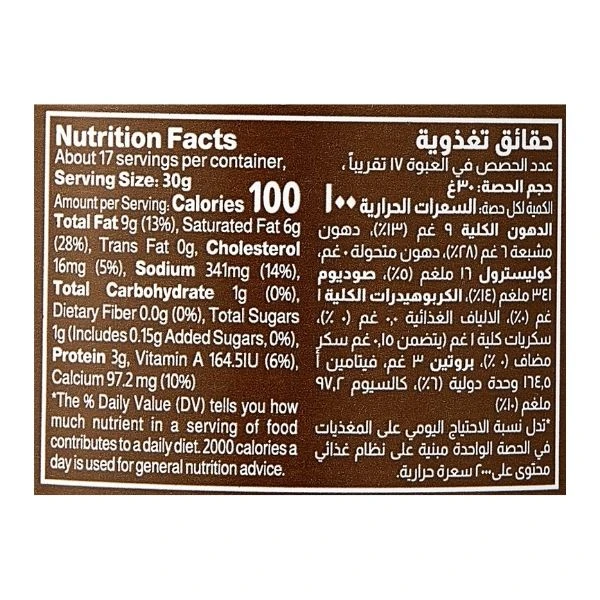 Nutrition Facts
About 17 servings per container,
Serving Size: 30g
Amount per Serving: Calories 100
Total Fat 9g (13%), Saturated Fat 6g
(28%), Trans Fat 0g, Cholesterol
16mg (5%), Sodium 341mg (14%),
Total Carbohydrate 1g (0%),
Dietary Fiber 0.0g (0%), Total Sugars
1g (Includes 0.15g Added Sugars, 0%),
Protein 3g, Vitamin A 164.5IU (6%),
Calcium 97.2 mg (10%)
*The % Daily Value (DV) tells you how
much nutrient in a serving of food
contributes to a daily diet. 2000 calories a
day is used for general nutrition advice.
حقائق تغذوية
عدد الحصص في العبوة ١٧ تقريباً،
حجم الحصة: ٣٠غ
الكمية لكل حصة: السعرات الحرارية ١٠٠
الدهون الكلية ٩ غم (١٣٪)، دهون
مشبعة ٦ غم (٢٨٪)، دهون متحولة ٠ غم،
كوليسترول ١٦ ملغم (٥٪)، صوديوم
٣٤١ ملغم (١٤٪)، الكربوهيدرات الكلية ١
غم (٠٪)، الألياف الغذائية ٠,٠ غم (٠ ٪)،
سكريات كلية ١ غم (يتضمن ٠,١٥ غم سكر
مضاف (٠ ٪)، بروتين ٣ غم، فيتامين أ
١٦٤,٥ وحدة دولية (٦٪)، كالسيوم ٩٧,٢
ملغم (١٠٪)
*تدل نسبة الاحتياج اليومي على المغذيات
في الحصة الواحدة مبنية على نظام غذائي
محتوى على ٢٠٠٠ سعرة حرارية.